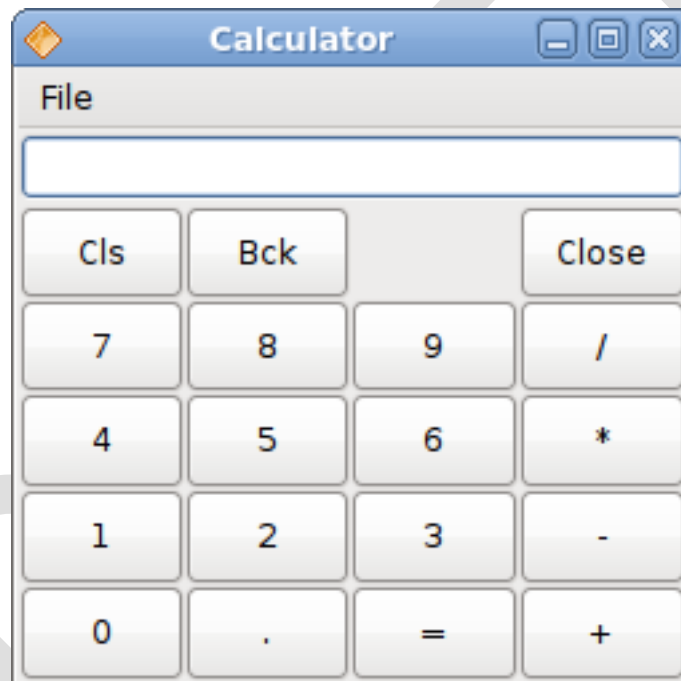 Calculator
File
Cls Bck Close
7 8 9 /
4 5 6 *
1 2 3 -
0 . = +